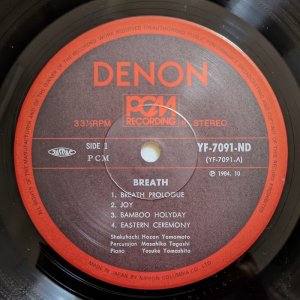 DENON
33⅓RPM
PCM
RECORDING
STEREO
SIDE 1
PCM
YF-7091-ND
(YF-7091-A)
℗ 1984. 10
BREATH
1. BREATH PROLOGUE
2. JOY
3. BAMBOO HOLYDAY
4. EASTERN CEREMONY
Shakuhachi Hozan Yamamoto
Percussion Masahiko Togashi
Piano Yosuke Yamashita
MADE IN JAPAN BY NIPPON COLUMBIA CO., LTD.